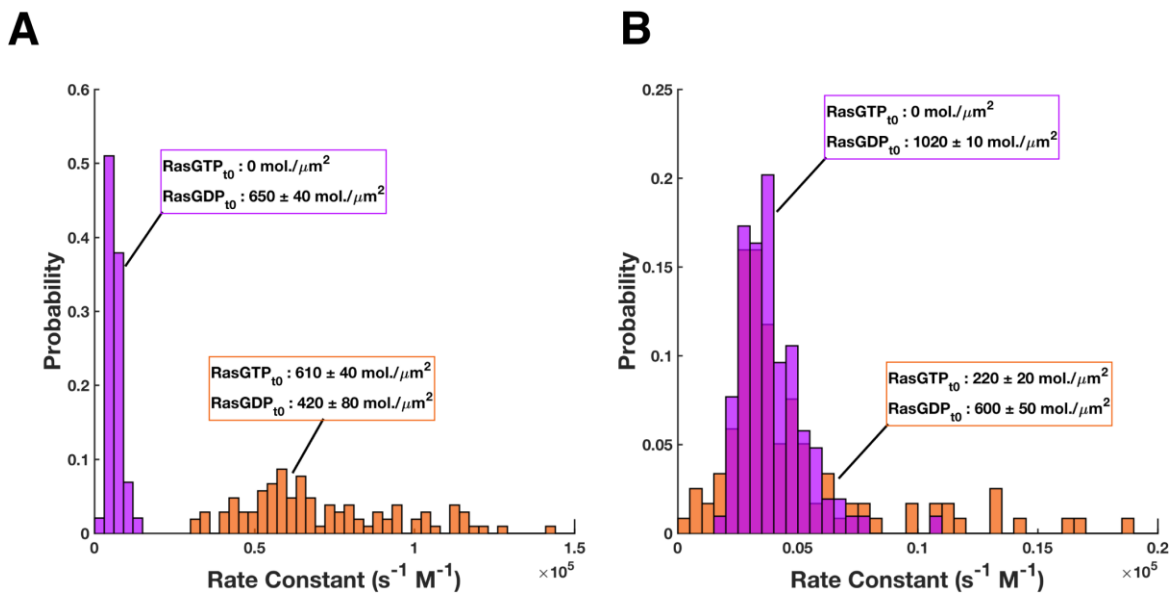 A
0.6
0.5
0.4
0.3
0.2
0.1
0
Probability
RasGTPt0 : 0 mol./μm2
RasGDPt0 : 650 ± 40 mol./μm2
RasGTPt0 : 610 ± 40 mol./μm2
RasGDPt0 : 420 ± 80 mol./μm2
0 0.5 1 1.5
×10^5
Rate Constant (s-1 M-1)
B
0.25
0.2
0.15
0.1
0.05
0
Probability
RasGTPt0 : 0 mol./μm2
RasGDPt0 : 1020 ± 10 mol./μm2
RasGTPt0 : 220 ± 20 mol./μm2
RasGDPt0 : 600 ± 50 mol./μm2
0 0.05 0.1 0.15 0.2
×10^5
Rate Constant (s-1 M-1)